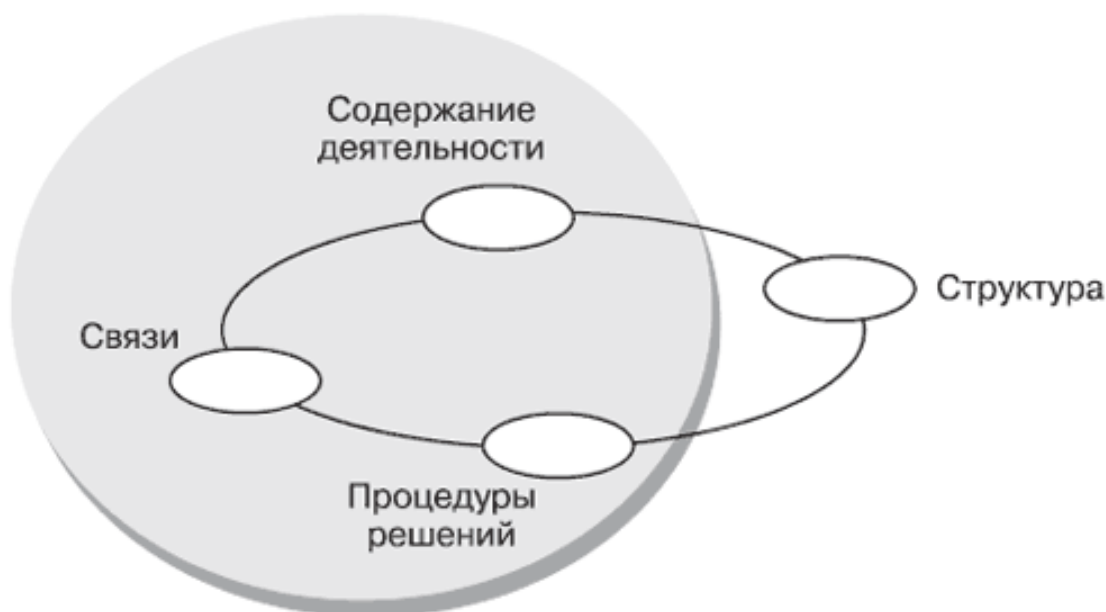 Содержание
деятельности
Структура
Связи
Процедуры
решений